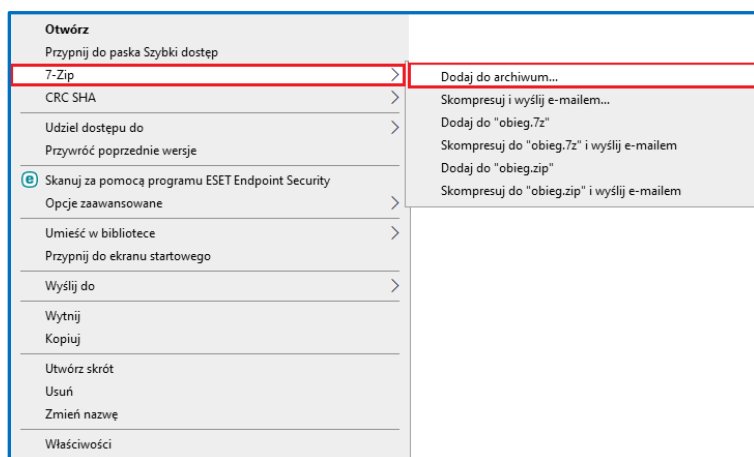 Otwórz
Przypnij do paska Szybki dostęp
7-Zip
CRC SHA
Udziel dostępu do
Przywróć poprzednie wersje
Skanuj za pomocą programu ESET Endpoint Security
Opcje zaawansowane
Umieść w bibliotece
Przypnij do ekranu startowego
Wyślij do
Wytnij
Kopiuj
Utwórz skrót
Usuń
Zmień nazwę
Właściwości
Dodaj do archiwum...
Skompresuj i wyślij e-mailem...
Dodaj do "obieg.7z"
Skompresuj do "obieg.7z" i wyślij e-mailem
Dodaj do "obieg.zip"
Skompresuj do "obieg.zip" i wyślij e-mailem